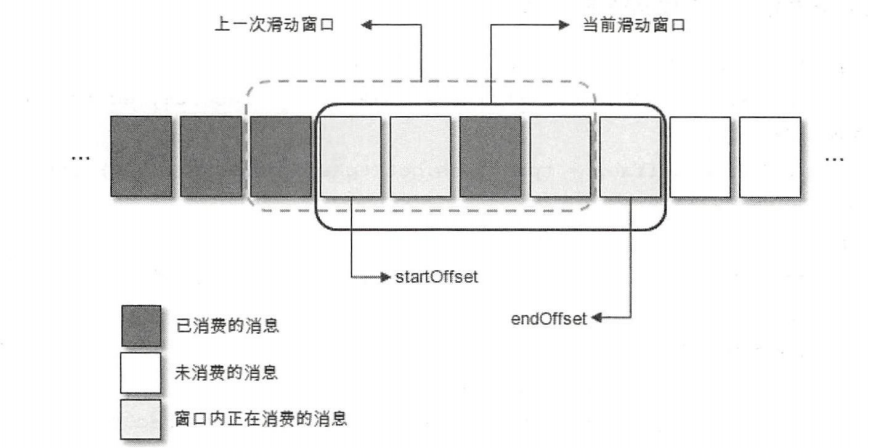 上一次滑动窗口
当前滑动窗口
...
...
startOffset
endOffset
已消费的消息
未消费的消息
窗口内正在消费的消息